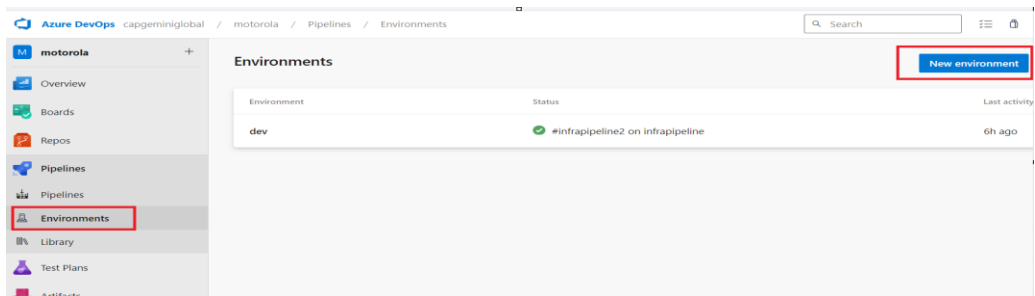 Azure DevOps capgeminiglobal / motorola / Pipelines / Environments
Search
M motorola +
Overview
Boards
Repos
Pipelines
Pipelines
Environments
Library
Test Plans
Artifacts
Environments
New environment
Environment Status Last activity
dev #infrapipeline2 on infrapipeline 6h ago